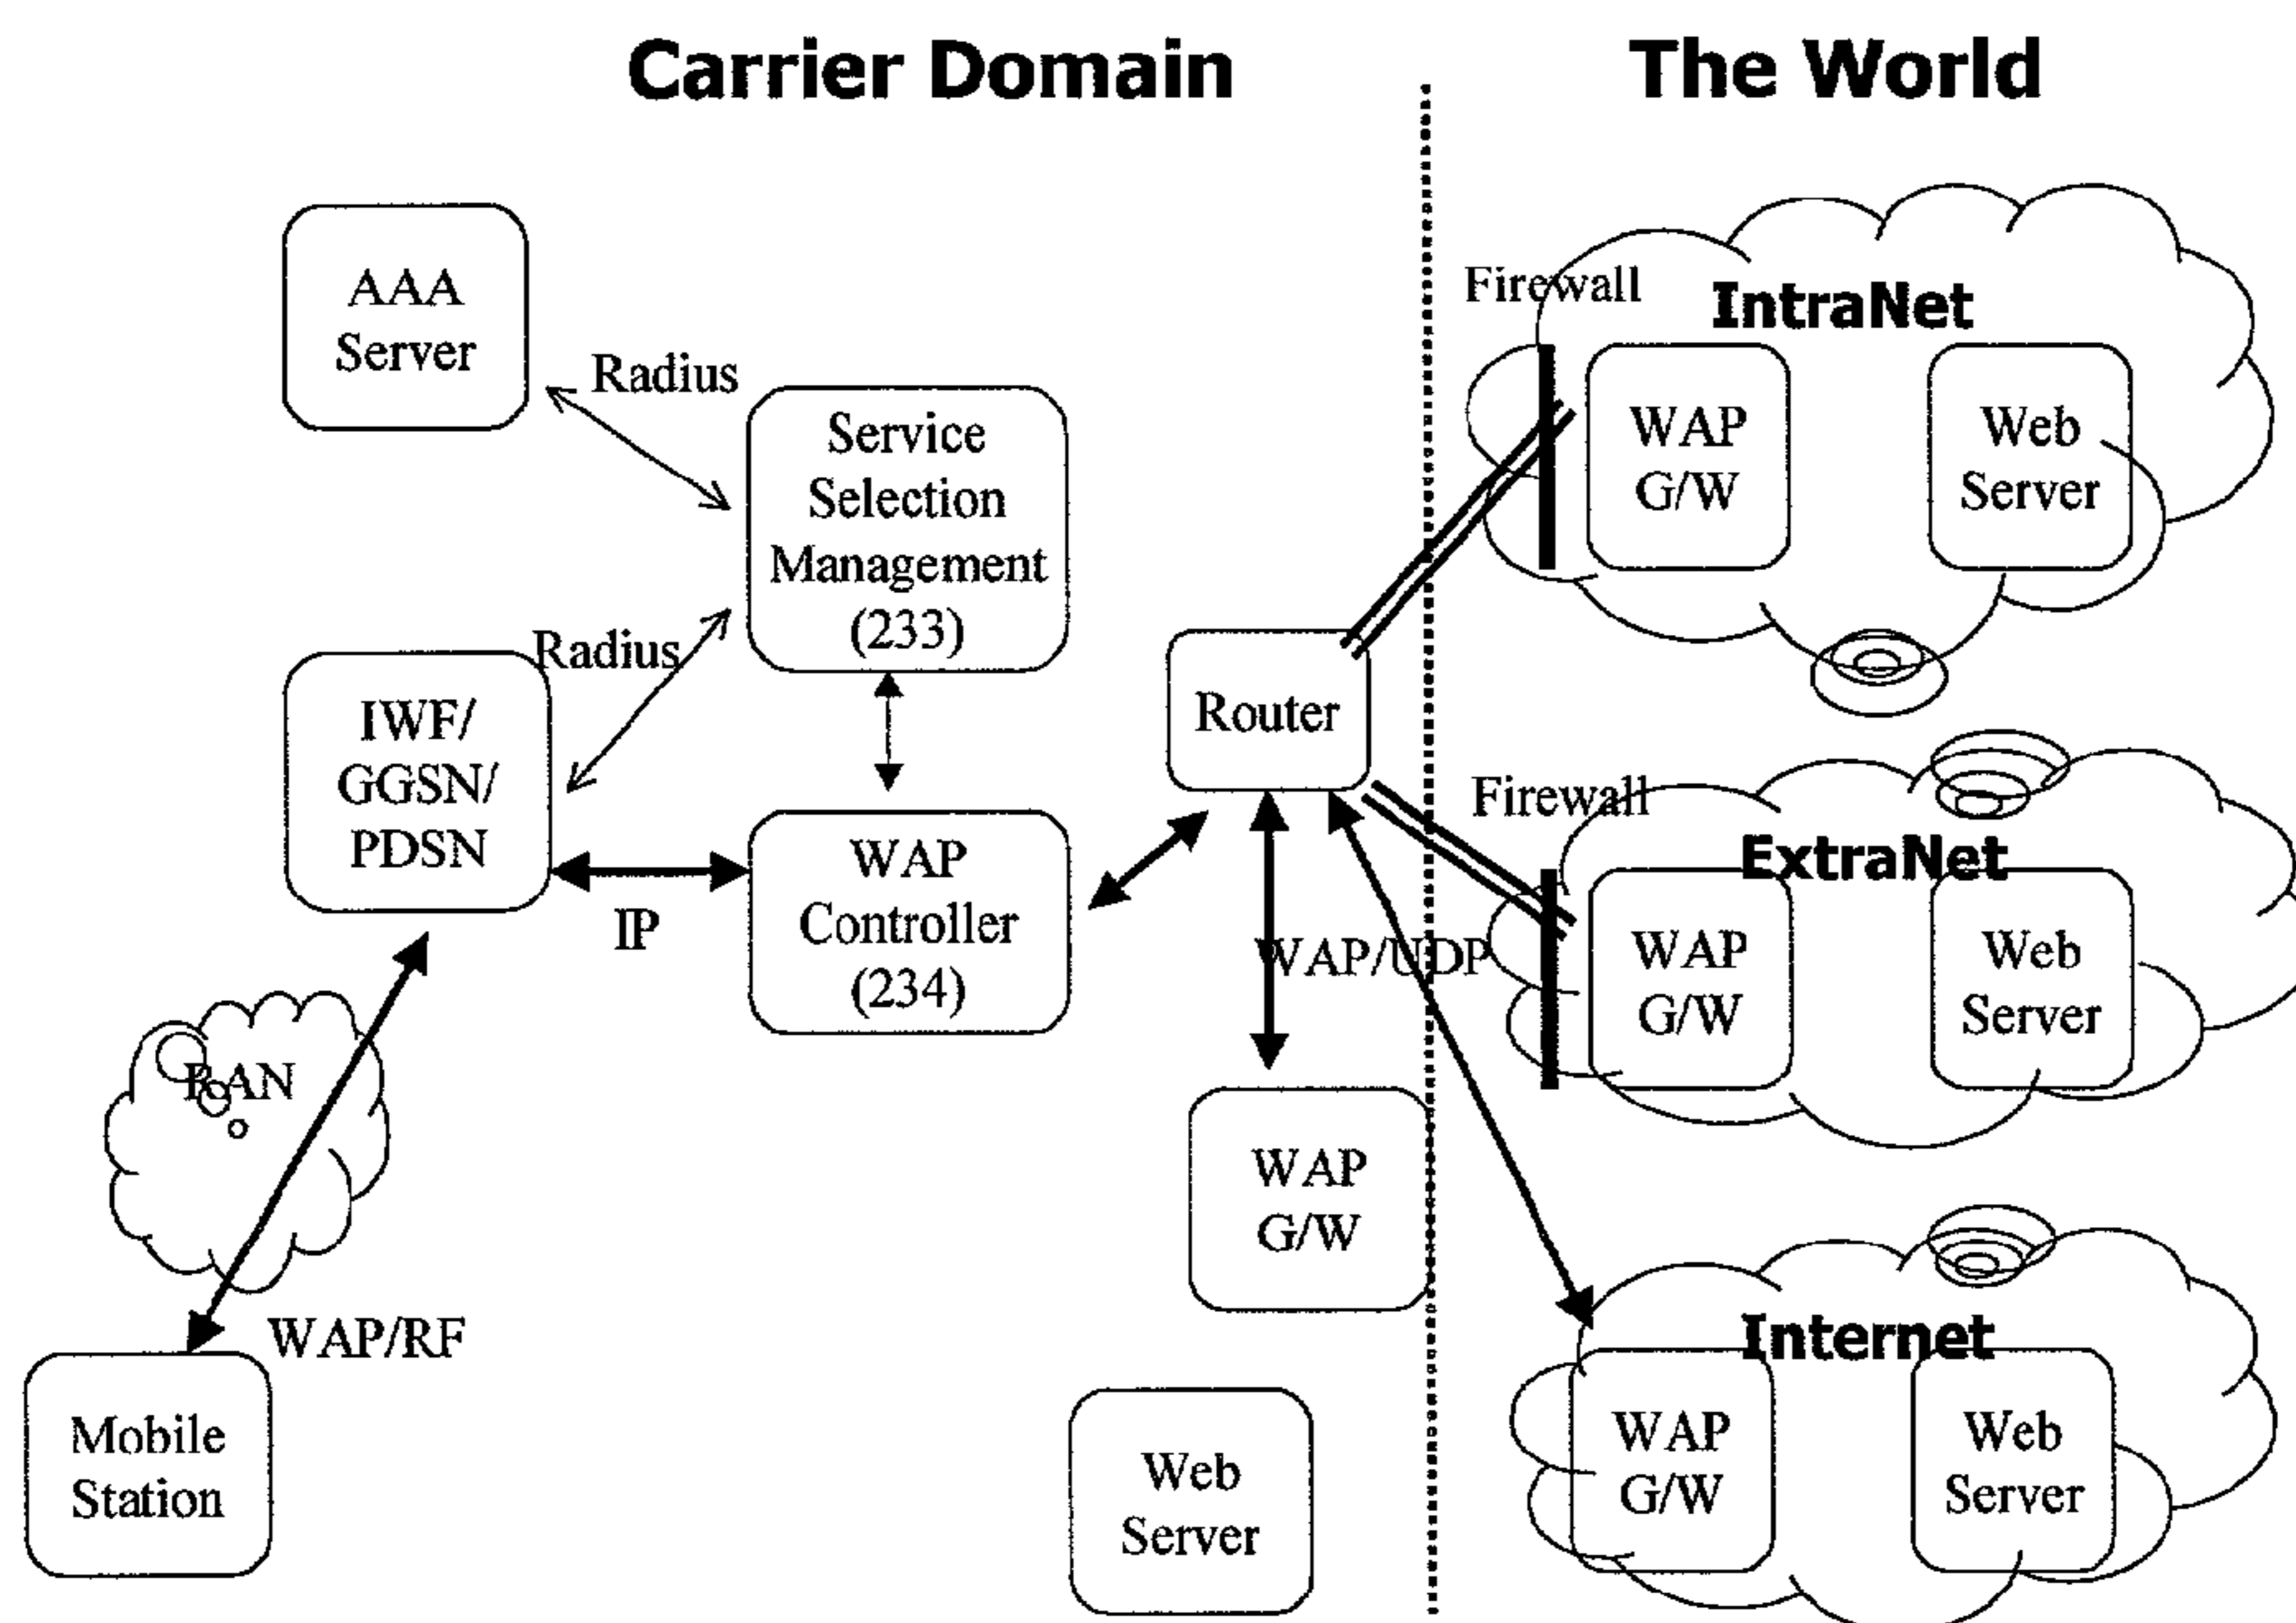 Carrier Domain
The World
AAA
Server
Radius
Service
Selection
Management
(233)
Radius
IWF/
GGSN/
PDSN
IP
WAP
Controller
(234)
Router
RAN
WAP/RF
Mobile
Station
WAP/UDP
WAP
G/W
Web
Server
Firewall
IntraNet
WAP
G/W
Web
Server
Firewall
ExtraNet
WAP
G/W
Web
Server
Internet
WAP
G/W
Web
Server